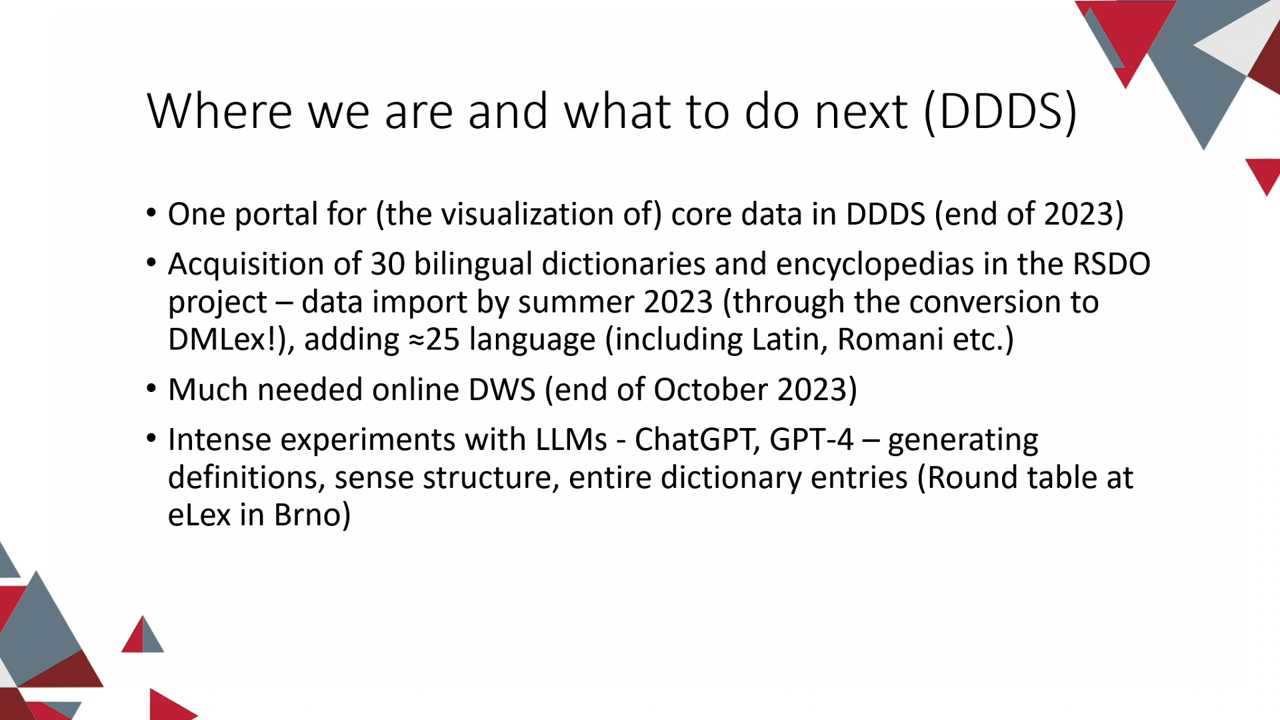 Where we are and what to do next (DDDS)
• One portal for (the visualization of) core data in DDDS (end of 2023)
• Acquisition of 30 bilingual dictionaries and encyclopedias in the RSDO
project – data import by summer 2023 (through the conversion to
DMLex!), adding ≈25 language (including Latin, Romani etc.)
• Much needed online DWS (end of October 2023)
• Intense experiments with LLMs - ChatGPT, GPT-4 – generating
definitions, sense structure, entire dictionary entries (Round table at
eLex in Brno)